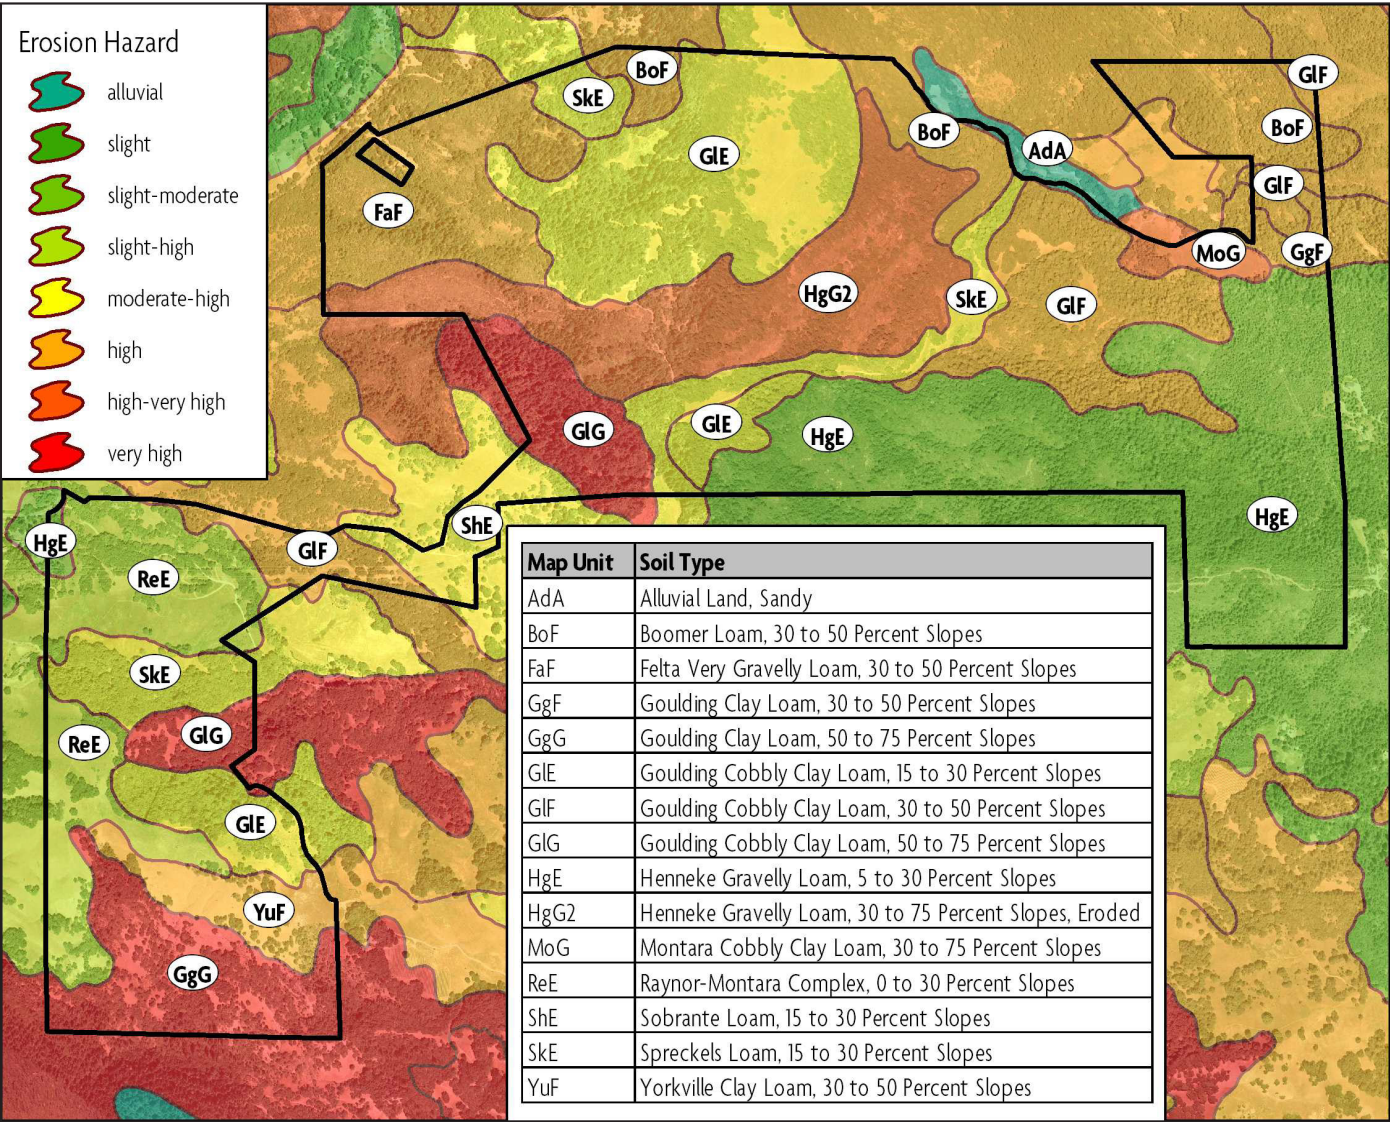 Erosion Hazard
alluvial
slight
slight-moderate
slight-high
moderate-high
high
high-very high
very high
BoF
SkE
GlF
BoF
BoF
GlE
AdA
GlF
FaF
MoG
GgF
HgG2
SkE
GlF
GlG
GlE
HgE
HgE
ShE
HgE
GlF
ReE
SkE
GlG
ReE
GlE
YuF
GgG
Map Unit Soil Type
AdA Alluvial Land, Sandy
BoF Boomer Loam, 30 to 50 Percent Slopes
FaF Felta Very Gravelly Loam, 30 to 50 Percent Slopes
GgF Goulding Clay Loam, 30 to 50 Percent Slopes
GgG Goulding Clay Loam, 50 to 75 Percent Slopes
GlE Goulding Cobbly Clay Loam, 15 to 30 Percent Slopes
GlF Goulding Cobbly Clay Loam, 30 to 50 Percent Slopes
GlG Goulding Cobbly Clay Loam, 50 to 75 Percent Slopes
HgE Henneke Gravelly Loam, 5 to 30 Percent Slopes
HgG2 Henneke Gravelly Loam, 30 to 75 Percent Slopes, Eroded
MoG Montara Cobbly Clay Loam, 30 to 75 Percent Slopes
ReE Raynor-Montara Complex, 0 to 30 Percent Slopes
ShE Sobrante Loam, 15 to 30 Percent Slopes
SkE Spreckels Loam, 15 to 30 Percent Slopes
YuF Yorkville Clay Loam, 30 to 50 Percent Slopes